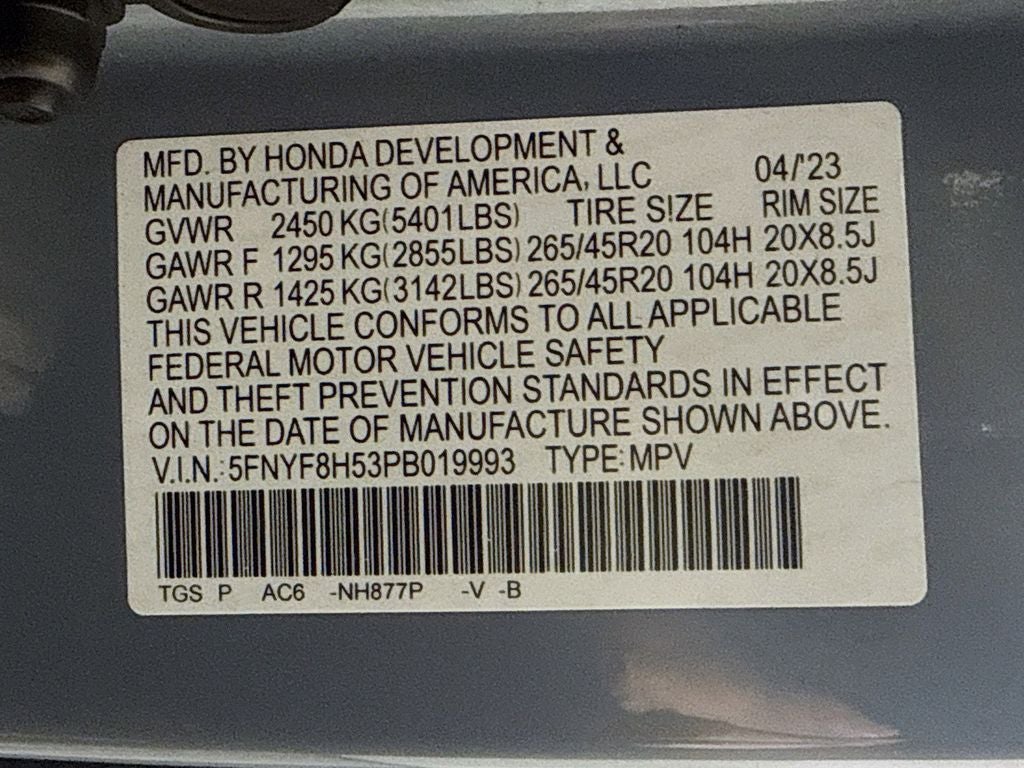 MFD. BY HONDA DEVELOPMENT &
MANUFACTURING OF AMERICA, LLC 04/'23
GVWR 2450 KG(5401LBS) TIRE SIZE RIM SIZE
GAWR F 1295 KG(2855LBS) 265/45R20 104H 20X8.5J
GAWR R 1425 KG(3142LBS) 265/45R20 104H 20X8.5J
THIS VEHICLE CONFORMS TO ALL APPLICABLE
FEDERAL MOTOR VEHICLE SAFETY
AND THEFT PREVENTION STANDARDS IN EFFECT
ON THE DATE OF MANUFACTURE SHOWN ABOVE.
V.I.N.: 5FNYF8H53PB019993 TYPE: MPV
TGS P AC6 -NH877P -V -B